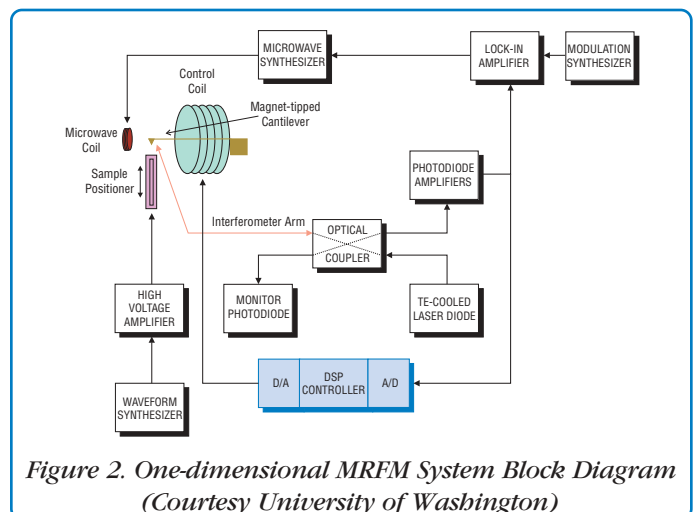 MICROWAVE
SYNTHESIZER
LOCK-IN
AMPLIFIER
MODULATION
SYNTHESIZER
Control
Coil
Magnet-tipped
Cantilever
Microwave
Coil
Sample
Positioner
PHOTODIODE
AMPLIFIERS
Interferometer Arm
OPTICAL
COUPLER
HIGH
VOLTAGE
AMPLIFIER
MONITOR
PHOTODIODE
TE-COOLED
LASER DIODE
D/A
DSP
CONTROLLER
A/D
WAVEFORM
SYNTHESIZER
Figure 2. One-dimensional MRFM System Block Diagram
(Courtesy University of Washington)